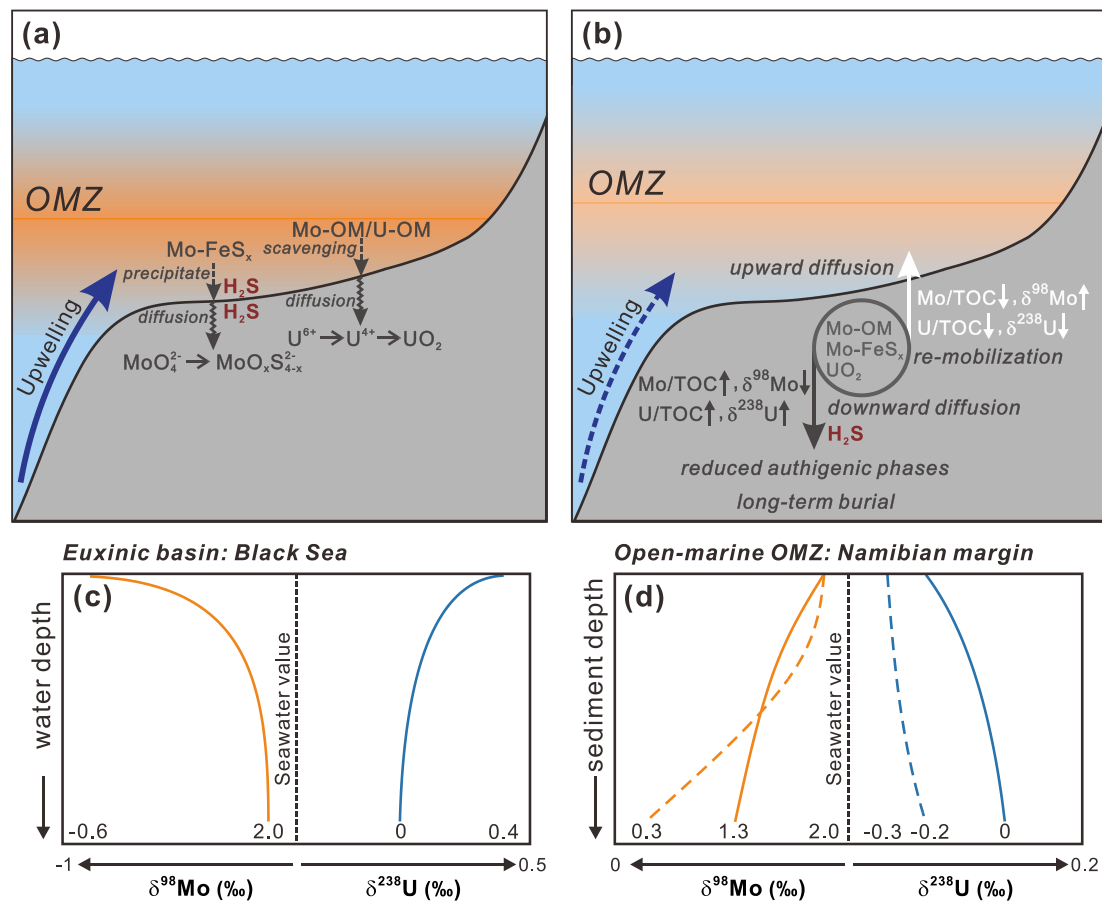 (a)
OMZ
Mo-OM/U-OM
scavenging
Mo-FeSₓ
precipitate
H₂S
H₂S
diffusion
diffusion
Upwelling
U⁶⁺→U⁴⁺→UO₂
MoO₄²⁻→MoOₓS₄₋ₓ²⁻
(b)
OMZ
upward diffusion
Mo/TOC↓, δ⁹⁸Mo↑
U/TOC↓, δ²³⁸U↓
re-mobilization
Mo-OM
Mo-FeSₓ
UO₂
Upwelling
Mo/TOC↑, δ⁹⁸Mo↓
U/TOC↑, δ²³⁸U↑
downward diffusion
H₂S
reduced authigenic phases
long-term burial
Euxinic basin: Black Sea
(c)
water depth
Seawater value
-0.6 2.0 0 0.4
-1 0.5
δ⁹⁸Mo (‰) δ²³⁸U (‰)
Open-marine OMZ: Namibian margin
(d)
sediment depth
Seawater value
0.3 1.3 2.0 -0.3 -0.2 0
0 0.2
δ⁹⁸Mo (‰) δ²³⁸U (‰)